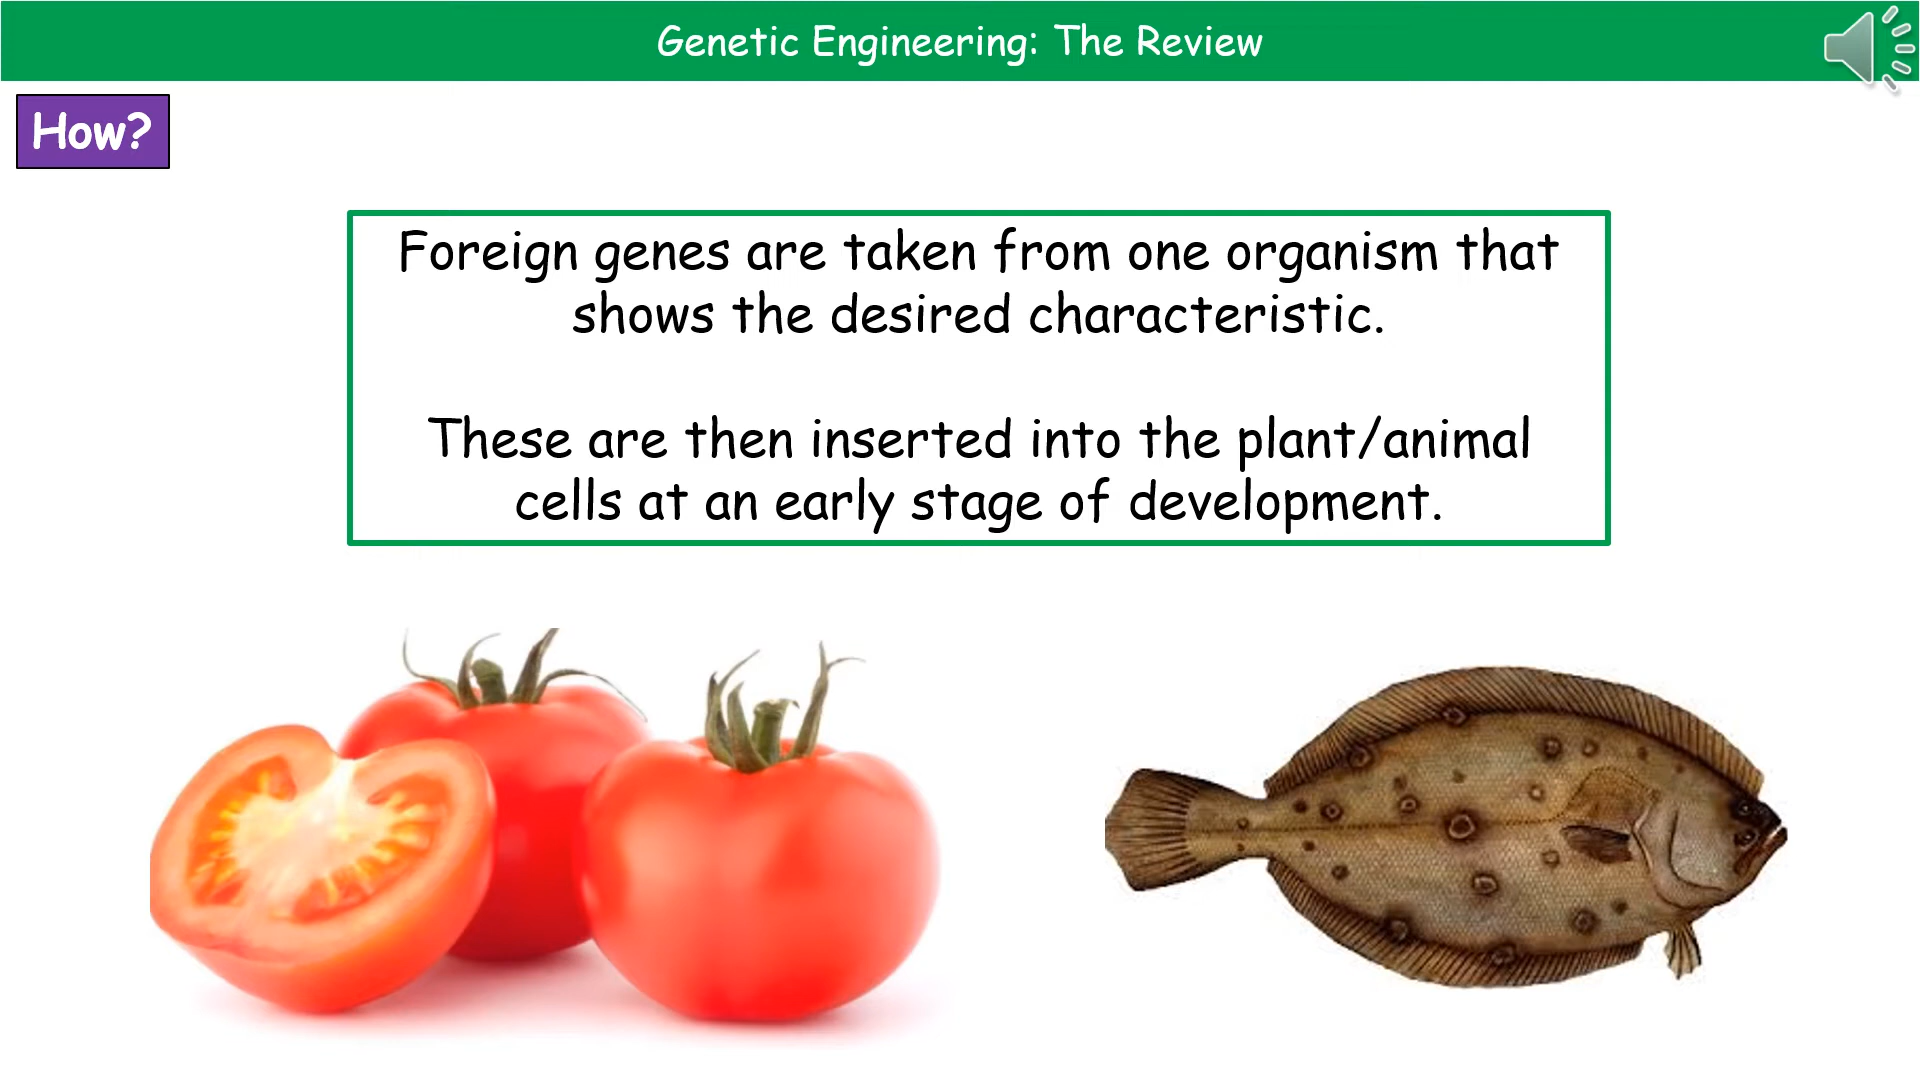 Genetic Engineering: The Review
How?
Foreign genes are taken from one organism that
shows the desired characteristic.
These are then inserted into the plant/animal
cells at an early stage of development.